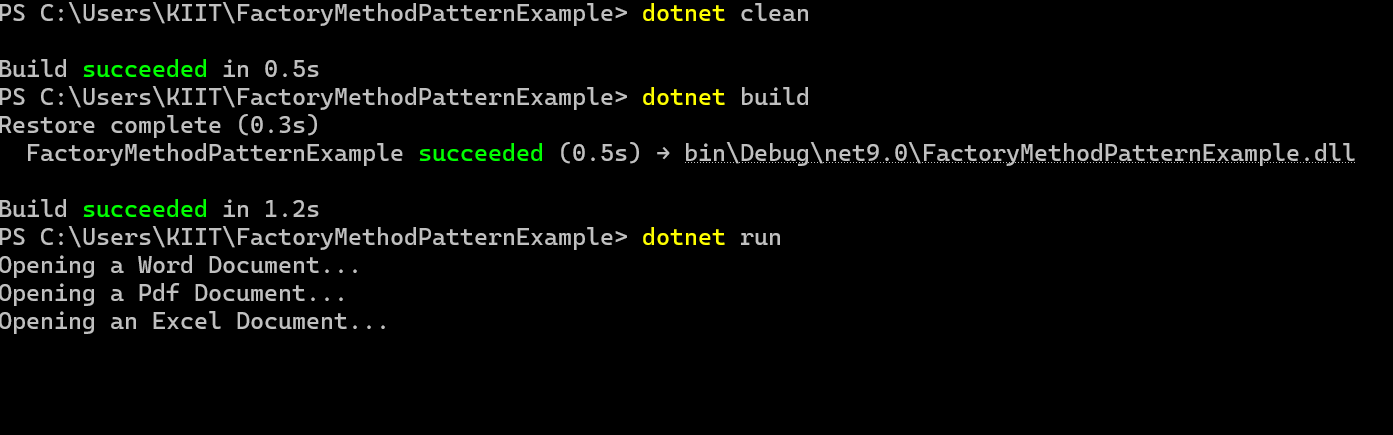 PS C:\Users\KIIT\FactoryMethodPatternExample> dotnet clean
Build succeeded in 0.5s
PS C:\Users\KIIT\FactoryMethodPatternExample> dotnet build
Restore complete (0.3s)
  FactoryMethodPatternExample succeeded (0.5s) → bin\Debug\net9.0\FactoryMethodPatternExample.dll
Build succeeded in 1.2s
PS C:\Users\KIIT\FactoryMethodPatternExample> dotnet run
Opening a Word Document...
Opening a Pdf Document...
Opening an Excel Document...